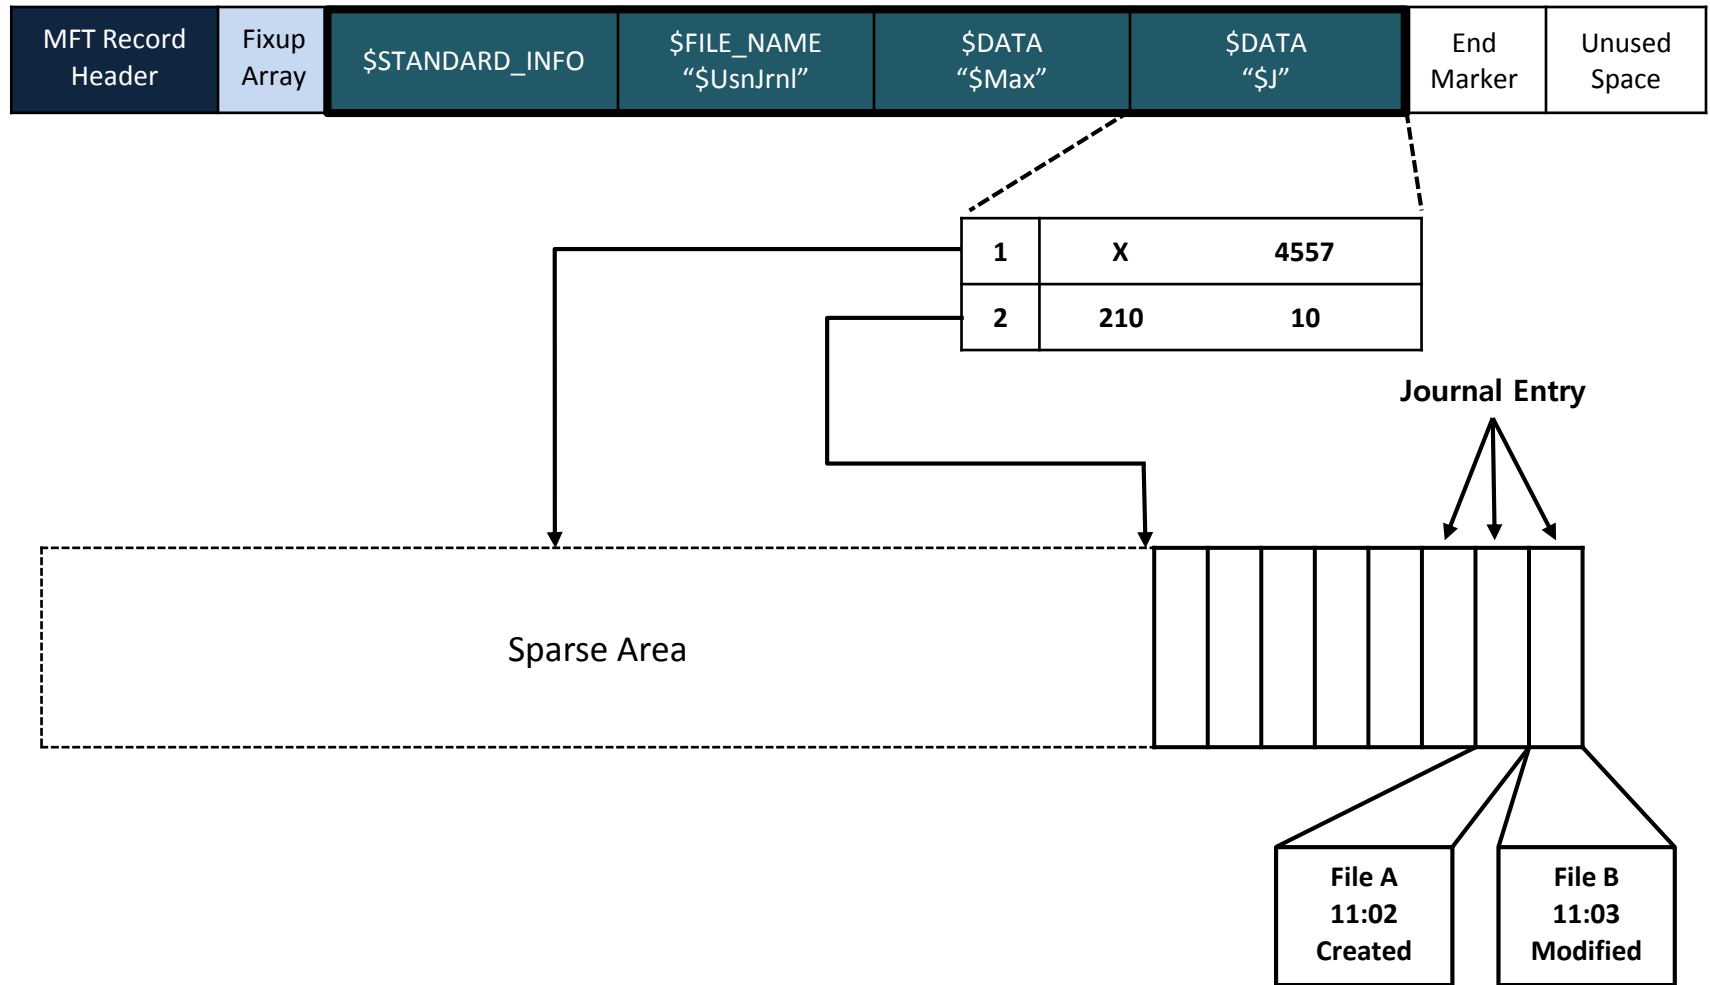 MFT Record
Header
Fixup
Array
$STANDARD_INFO
$FILE_NAME
“$UsnJrnl”
$DATA
“$Max”
$DATA
“$J”
End
Marker
Unused
Space
1 X 4557
2 210 10
Journal Entry
Sparse Area
File A
11:02
Created
File B
11:03
Modified